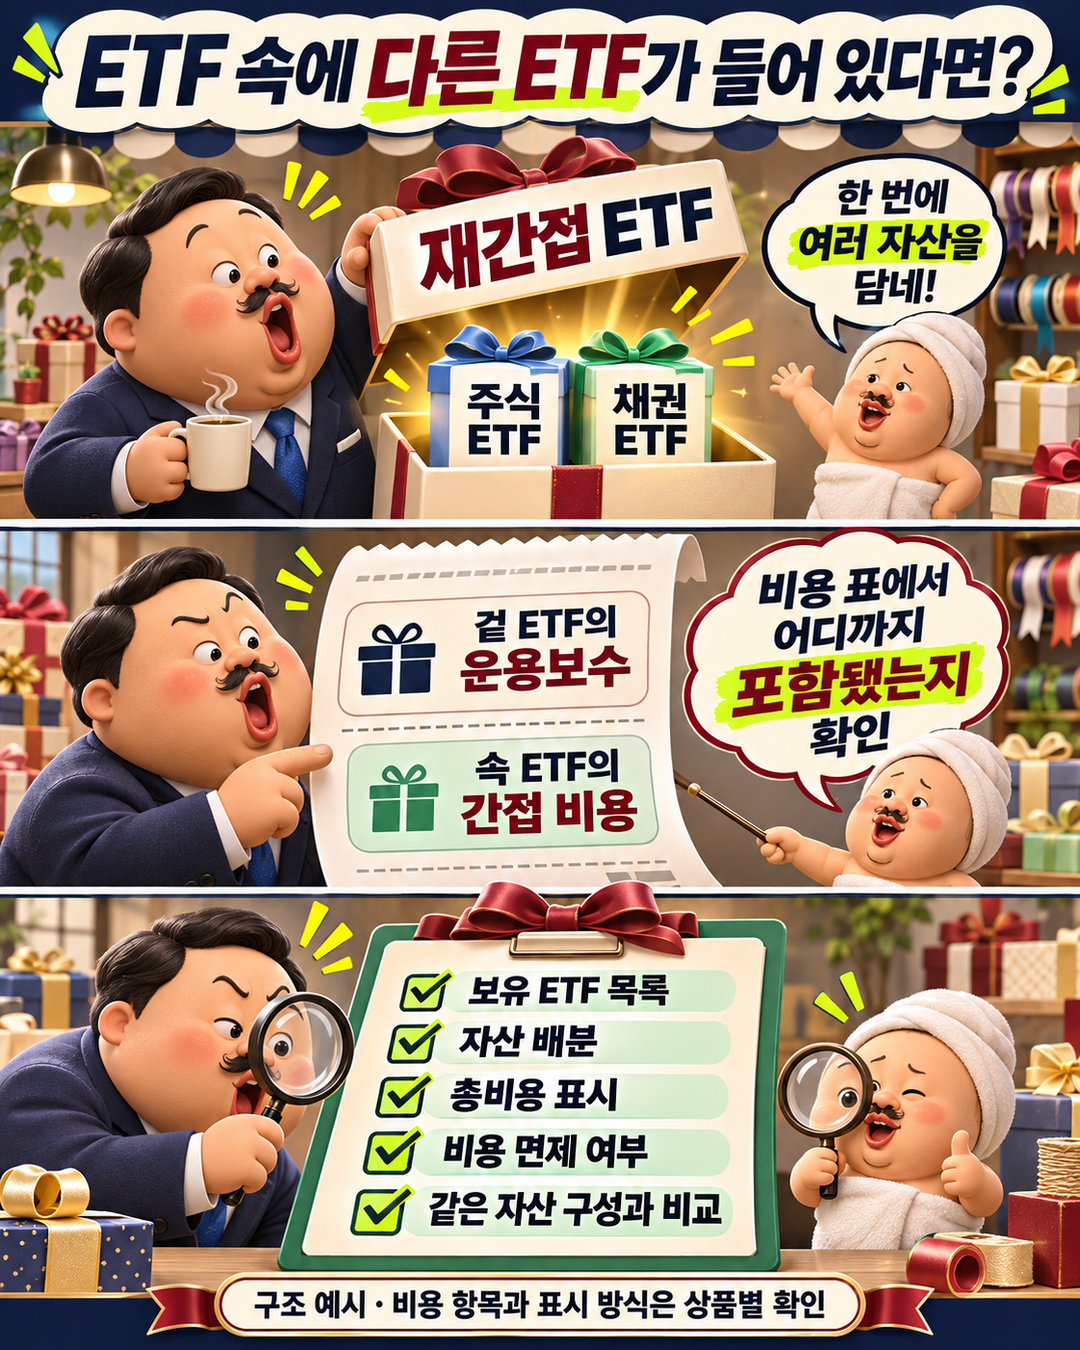 ETF 속에 다른 ETF가 들어 있다면?
재간접 ETF
한 번에
여러 자산을
담네!
주식
ETF
채권
ETF
겉 ETF의
운용보수
속 ETF의
간접 비용
비용 표에서
어디까지
포함됐는지
확인
보유 ETF 목록
자산 배분
총비용 표시
비용 면제 여부
같은 자산 구성과 비교
구조 예시 · 비용 항목과 표시 방식은 상품별 확인